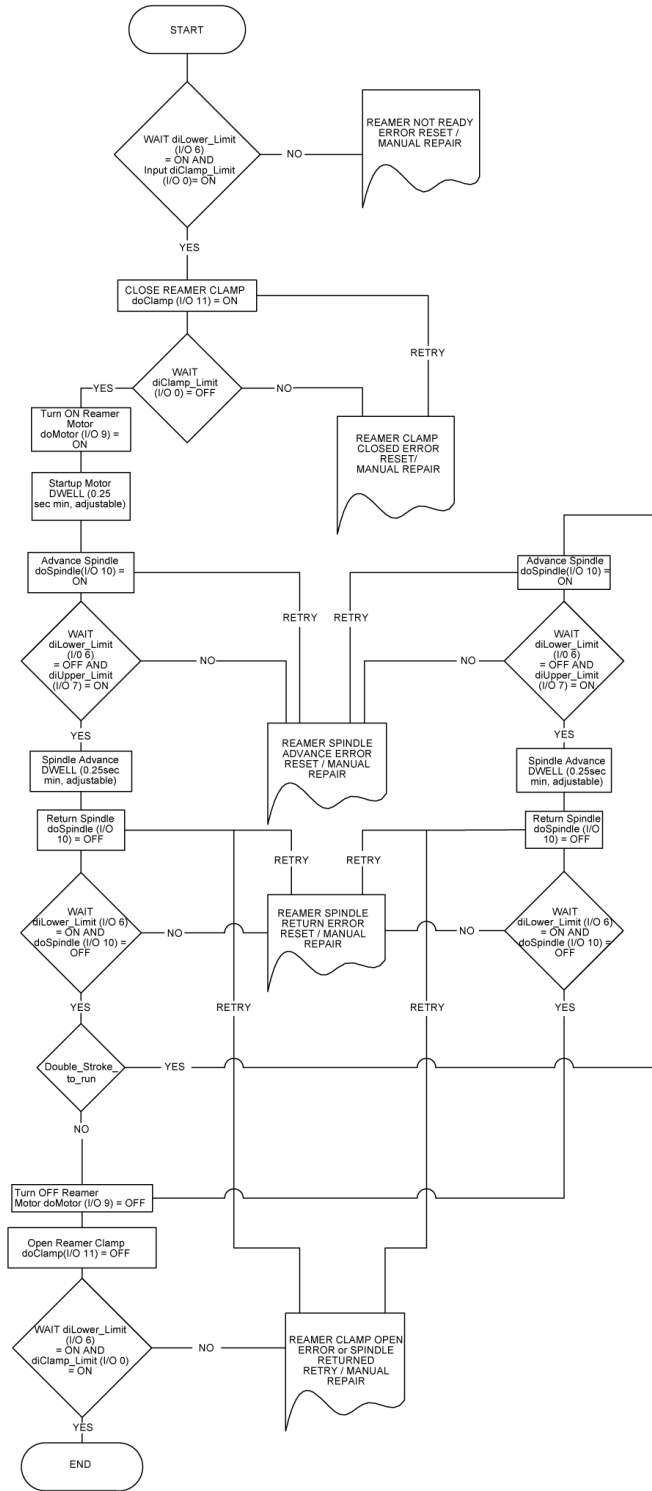 START
WAIT diLower_Limit
(I/O 6)
= ON AND
Input diClamp_Limit
(I/O 0)= ON
NO
REAMER NOT READY
ERROR RESET /
MANUAL REPAIR
YES
CLOSE REAMER CLAMP
doClamp (I/O 11) = ON
RETRY
WAIT
diClamp_Limit
(I/O 0) = OFF
YES
NO
REAMER CLAMP
CLOSED ERROR
RESET/
MANUAL REPAIR
Turn ON Reamer
Motor
doMotor (I/O 9) =
ON
Startup Motor
DWELL (0.25
sec min, adjustable)
Advance Spindle
doSpindle(I/O 10) =
ON
RETRY
RETRY
Advance Spindle
doSpindle(I/O 10) =
ON
WAIT
diLower_Limit
(I/O 6)
= OFF AND
diUpper_Limit
(I/O 7) = ON
NO
NO
WAIT
diLower_Limit
(I/0 6)
= OFF AND
diUpper_Limit
(I/O 7) = ON
YES
REAMER SPINDLE
ADVANCE ERROR
RESET / MANUAL
REPAIR
YES
Spindle Advance
DWELL (0.25sec
min, adjustable)
Spindle Advance
DWELL (0.25sec
min, adjustable)
Return Spindle
doSpindle (I/O
10) = OFF
RETRY
RETRY
Return Spindle
doSpindle (I/O
10) = OFF
WAIT
diLower_Limit (I/O 6)
= ON AND
doSpindle (I/O 10) =
OFF
NO
REAMER SPINDLE
RETURN ERROR
RESET / MANUAL
REPAIR
NO
WAIT
diLower_Limit (I/O 6)
= ON AND
doSpindle (I/O 10) =
OFF
YES
RETRY
RETRY
YES
Double_Stroke_
to_run
YES
NO
Turn OFF Reamer
Motor doMotor (I/O 9) = OFF
Open Reamer Clamp
doClamp(I/O 11) = OFF
WAIT diLower_Limit
(I/O 6)
= ON AND
diClamp_Limit (I/O 0)
= ON
NO
REAMER CLAMP OPEN
ERROR or SPINDLE
RETURNED
RETRY / MANUAL
REPAIR
YES
END